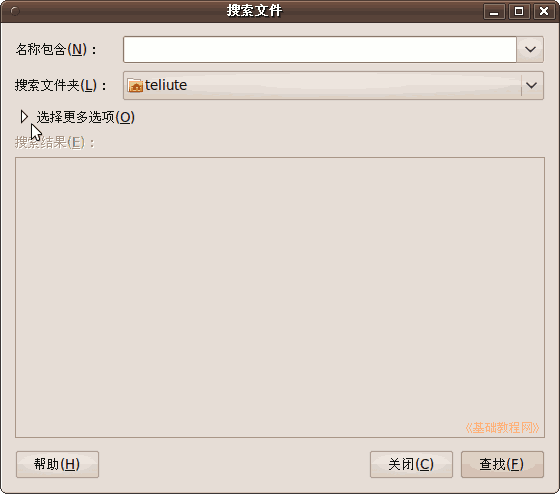 搜索文件
名称包含(N)：
搜索文件夹(L)： teliute
选择更多选项(O)
搜索结果(E)：
《基础教程网》
帮助(H) 关闭(C) 查找(F)